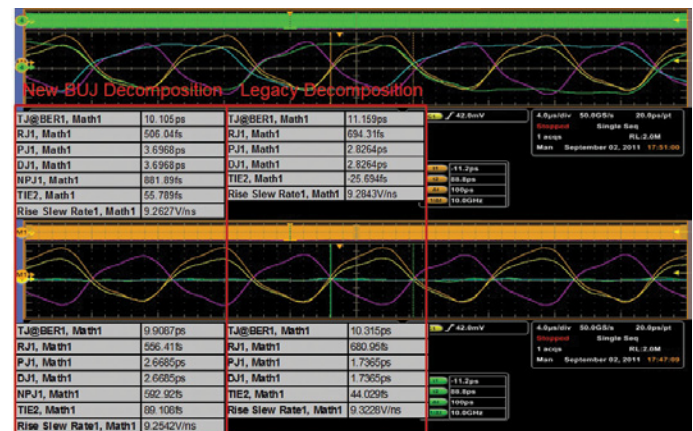 New BUJ Decomposition Legacy Decomposition
TJ@BER1, Math1 10.105ps
RJ1, Math1 506.04fs
PJ1, Math1 3.6968ps
DJ1, Math1 3.6968ps
NPJ1, Math1 881.89fs
TIE2, Math1 55.789fs
Rise Slew Rate1, Math1 9.2627V/ns
TJ@BER1, Math1 11.159ps
RJ1, Math1 694.31fs
PJ1, Math1 2.8264ps
DJ1, Math1 2.8264ps
TIE2, Math1 -25.694fs
Rise Slew Rate1, Math1 9.2843V/ns
42.0mV
4.0µs/div 50.0GS/s 20.0ps/pt
Stopped Single Seq
1 acqs RL:2.0M
Man September 02, 2011 17:51:00
-11.2ps
88.8ps
100ps
10.0GHz
M1
TJ@BER1, Math1 9.9087ps
RJ1, Math1 556.41fs
PJ1, Math1 2.6685ps
DJ1, Math1 2.6685ps
NPJ1, Math1 592.92fs
TIE2, Math1 89.108fs
Rise Slew Rate1, Math1 9.2542V/ns
TJ@BER1, Math1 10.315ps
RJ1, Math1 680.95fs
PJ1, Math1 1.7365ps
DJ1, Math1 1.7365ps
TIE2, Math1 44.029fs
Rise Slew Rate1, Math1 9.3228V/ns
42.0mV
4.0µs/div 50.0GS/s 20.0ps/pt
Stopped Single Seq
1 acqs RL:2.0M
Man September 02, 2011 17:47:09
-11.2ps
88.8ps
100ps
10.0GHz